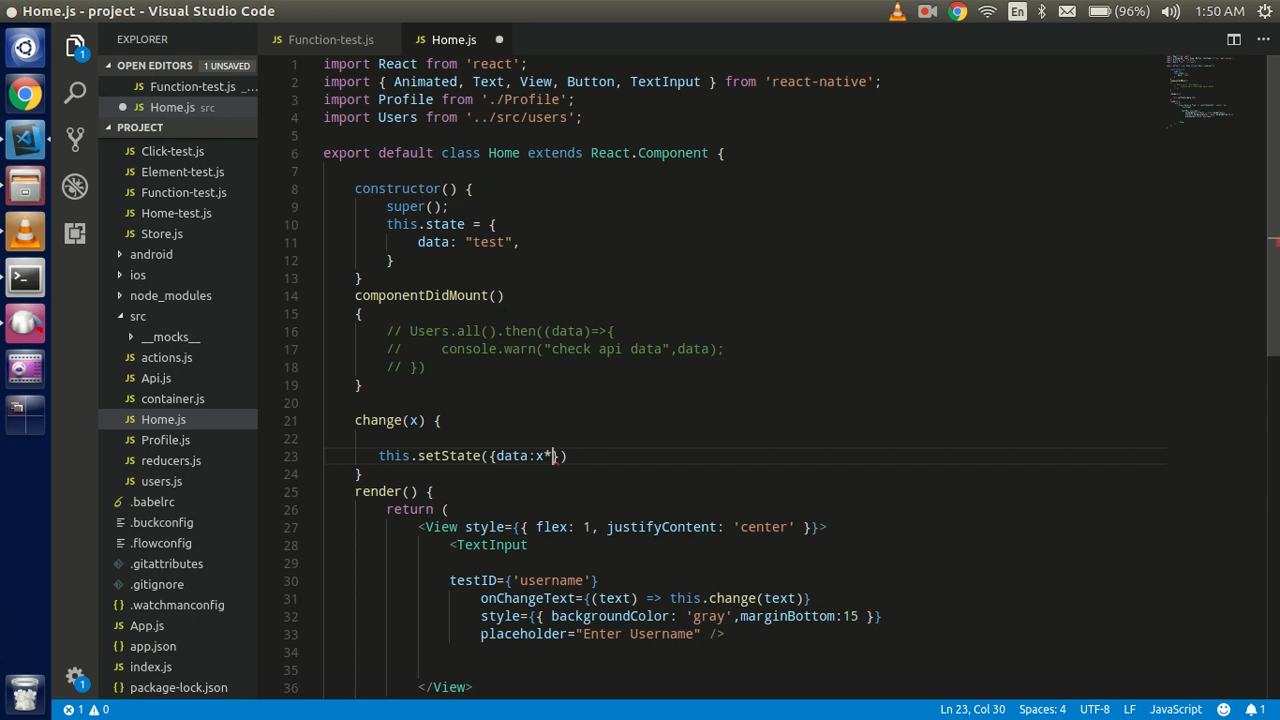 Home.js - project - Visual Studio Code
En
(96%)
1:50 AM
EXPLORER
Function-test.js
Home.js
OPEN EDITORS 1 UNSAVED
Function-test.js _...
Home.js src
PROJECT
Click-test.js
Element-test.js
Function-test.js
Home-test.js
Store.js
android
ios
node_modules
src
__mocks__
actions.js
Api.js
container.js
Home.js
Profile.js
reducers.js
users.js
.babelrc
.buckconfig
.flowconfig
.gitattributes
.gitignore
.watchmanconfig
App.js
app.json
index.js
package-lock.json
1 import React from 'react';
2 import { Animated, Text, View, Button, TextInput } from 'react-native';
3 import Profile from './Profile';
4 import Users from '../src/users';
5
6 export default class Home extends React.Component {
7
8 constructor() {
9 super();
10 this.state = {
11 data: "test",
12 }
13 }
14 componentDidMount()
15 {
16 // Users.all().then((data)=>{
17 // console.warn("check api data",data);
18 // })
19 }
20
21 change(x) {
22
23 this.setState({data:x*})
24 }
25 render() {
26 return (
27 <View style={{ flex: 1, justifyContent: 'center' }}>
28 <TextInput
29
30 testID={'username'}
31 onChangeText={(text) => this.change(text)}
32 style={{ backgroundColor: 'gray',marginBottom:15 }}
33 placeholder="Enter Username" />
34
35
36 </View>
1
1
1 0
Ln 23, Col 30
Spaces: 4
UTF-8
LF
JavaScript
1